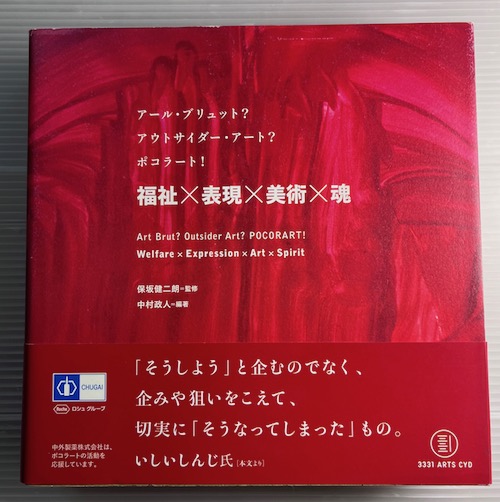 アール・ブリュット?
アウトサイダー・アート?
ポコラート!
福祉×表現×美術×魂
Art Brut? Outsider Art? POCORART!
Welfare×Expression×Art×Spirit
保坂健二朗=監修
中村政人=編著
「そうしよう」と企むのでなく、
企みや狙いをこえて、
切実に「そうなってしまった」もの。
いしいしんじ氏[本文より]
CHUGAI
Roche ロシュ グループ
中外製薬株式会社は、
ポコラートの活動を
応援しています。
3331 ARTS CYD